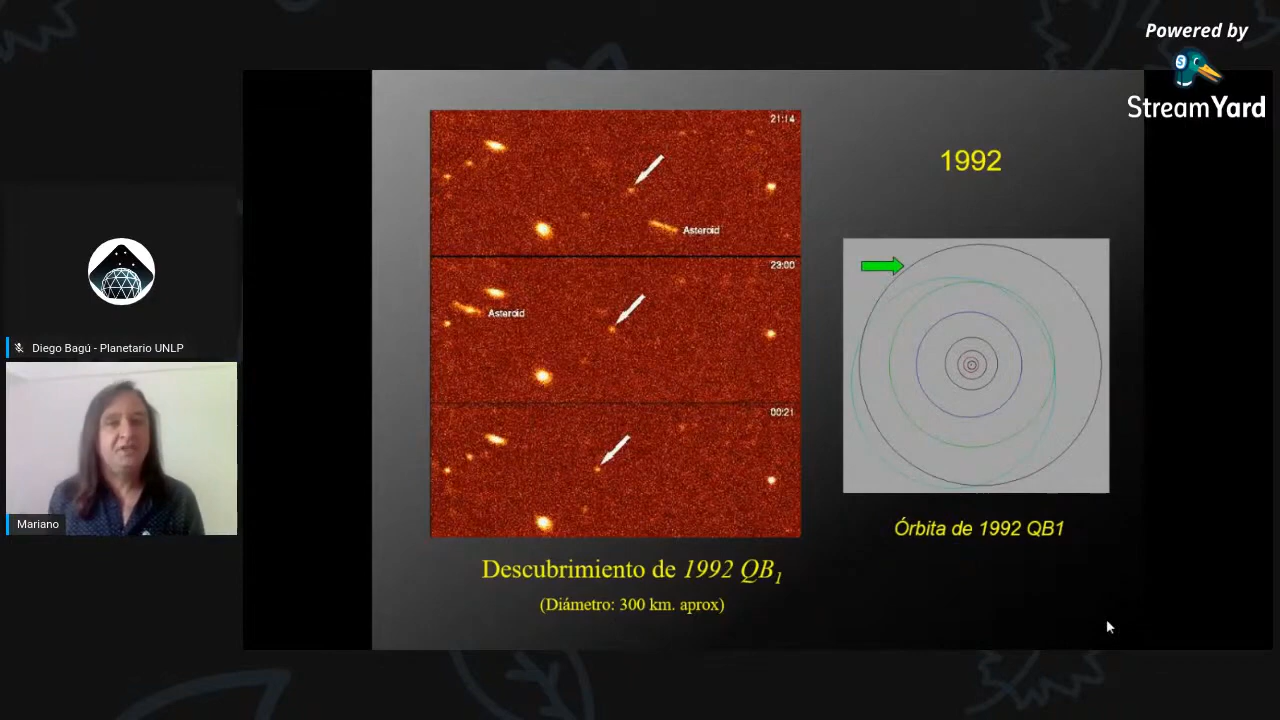 Powered by
StreamYard
21:14
1992
Asteroid
23:00
Asteroid
Diego Bagú - Planetario UNLP
00:21
Mariano
Órbita de 1992 QB1
Descubrimiento de 1992 QB1
(Diámetro: 300 km. aprox)